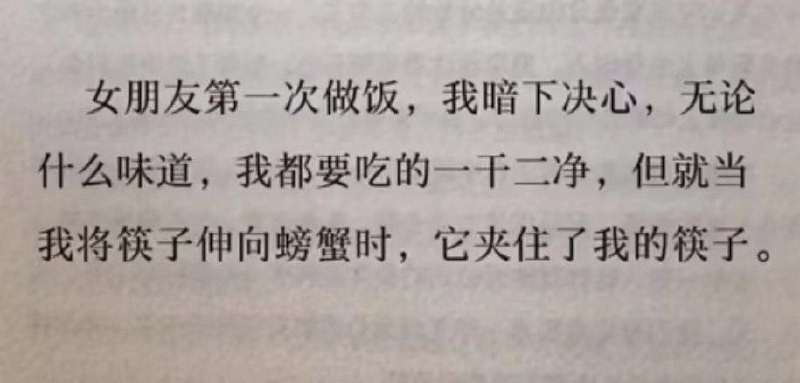 女朋友第一次做饭，我暗下决心，无论
什么味道，我都要吃的一干二净，但就当
我将筷子伸向螃蟹时，它夹住了我的筷子。